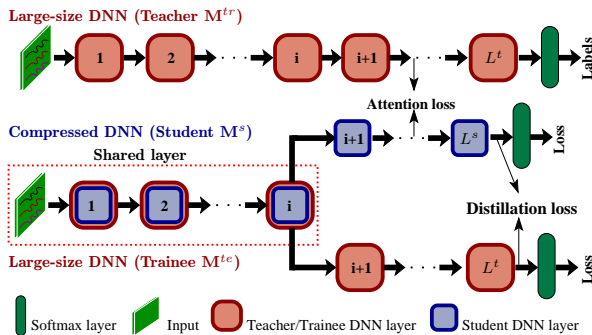 Large-size DNN (Teacher M^{tr})
1 2 · · · i i+1 · · · L^t Labels
Attention loss
Compressed DNN (Student M^s)
i+1 · · · L^s Loss
Shared layer
1 2 · · · i
Distillation loss
Large-size DNN (Trainee M^{te})
i+1 · · · L^t Loss
Softmax layer Input Teacher/Trainee DNN layer Student DNN layer